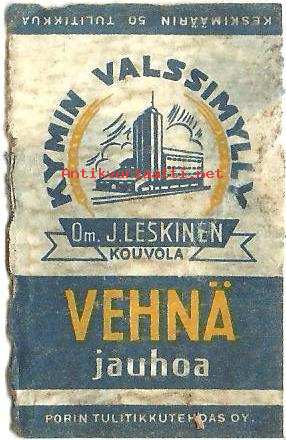 KESKIMÄÄRIN 50 TULITIKKUA
KYMIN VALSSIMYLLY
Antikvariaatti.net
Om. J. LESKINEN
KOUVOLA
VEHNÄ
jauhoa
PORIN TULITIKKUTEHDAS OY.